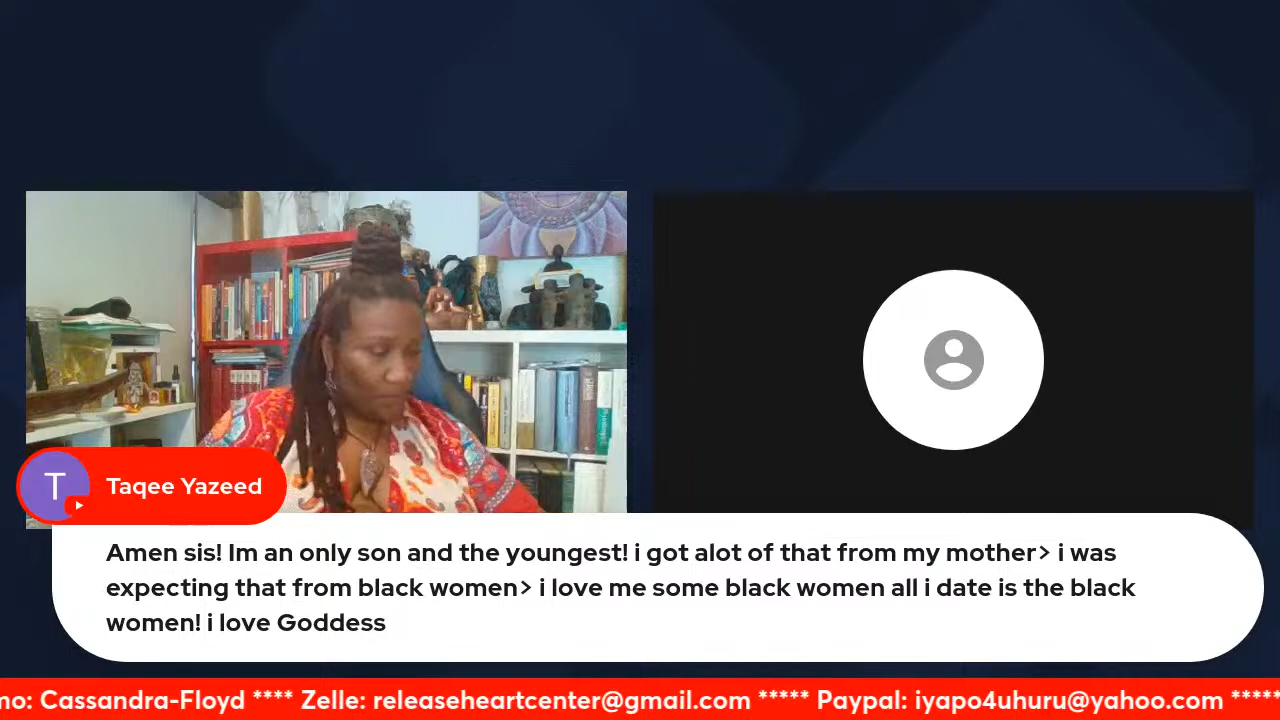 T
Taqee Yazeed
Amen sis! Im an only son and the youngest! i got alot of that from my mother> i was
expecting that from black women> i love me some black women all i date is the black
women! i love Goddess
mo: Cassandra-Floyd **** Zelle: releaseheartcenter@gmail.com ***** Paypal: iyapo4uhuru@yahoo.com *****